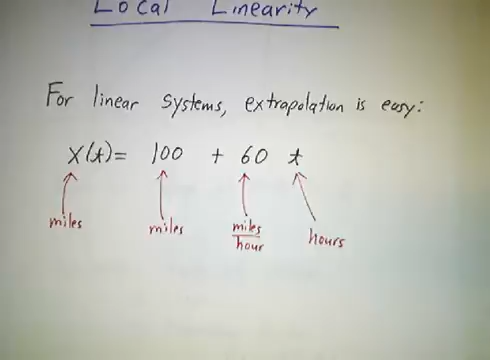 Local Linearity
For linear systems, extrapolation is easy:
x(t)= 100 + 60 t
miles miles miles/hour hours